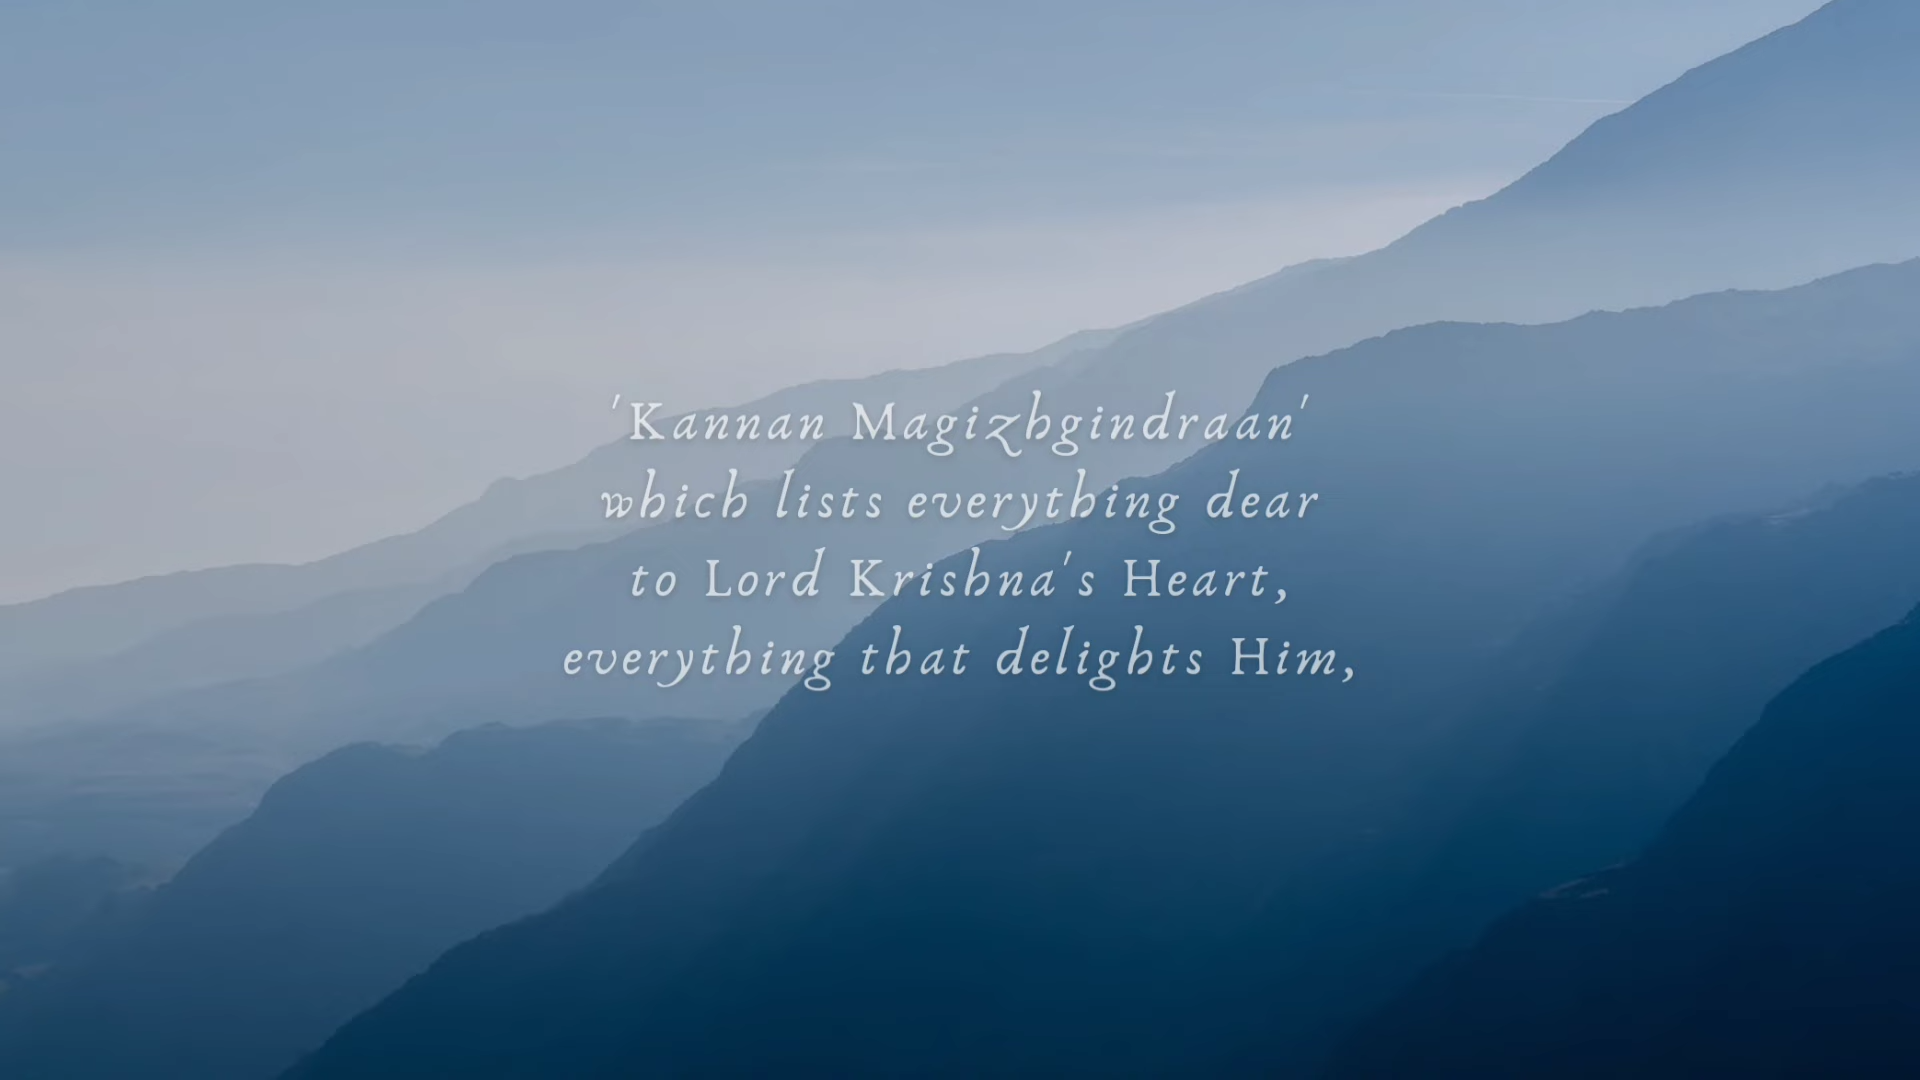 'Kannan Magizhgindraan'
which lists everything dear
to Lord Krishna's Heart,
everything that delights Him,